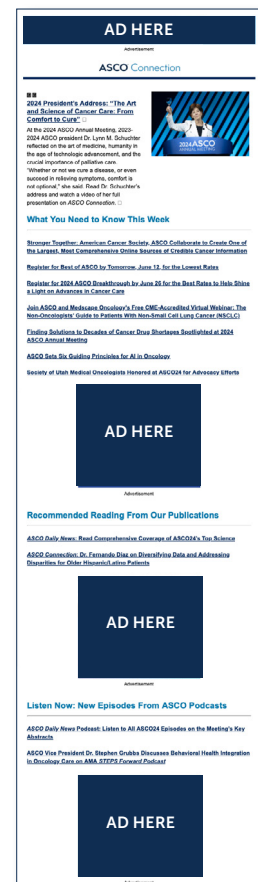 AD HERE
Advertisement
ASCO Connection
2024 President's Address: "The Art
and Science of Cancer Care: From
Comfort to Cure"
At the 2024 ASCO Annual Meeting, 2023-
2024 ASCO president Dr. Lynn M. Schuchter
reflected on the art of medicine, humanity in
the age of technologic advancement, and the
crucial importance of palliative care.
"Whether or not we cure a disease, or even
succeed in relieving symptoms, comfort is
not optional," she said. Read Dr. Schuchter's
address and watch a video of her full
presentation on ASCO Connection.
2024 ASCO
ANNUAL MEETING
What You Need to Know This Week
Stronger Together: American Cancer Society, ASCO Collaborate to Create One of
the Largest, Most Comprehensive Online Sources of Credible Cancer Information
Register for Best of ASCO by Tomorrow, June 12, for the Lowest Rates
Register for 2024 ASCO Breakthrough by June 26 for the Best Rates to Help Shine
a Light on Advances in Cancer Care
Join ASCO and Medscape Oncology's Free CME-Accredited Virtual Webinar: The
Non-Oncologists' Guide to Patients With Non-Small Cell Lung Cancer (NSCLC)
Finding Solutions to Decades of Cancer Drug Shortages Spotlighted at 2024
ASCO Annual Meeting
ASCO Sets Six Guiding Principles for AI in Oncology
Society of Utah Medical Oncologists Honored at ASCO24 for Advocacy Efforts
AD HERE
Advertisement
Recommended Reading From Our Publications
ASCO Daily News: Read Comprehensive Coverage of ASCO24's Top Science
ASCO Connection: Dr. Fernando Diaz on Diversifying Data and Addressing
Disparities for Older Hispanic/Latino Patients
AD HERE
Advertisement
Listen Now: New Episodes From ASCO Podcasts
ASCO Daily News Podcast: Listen to All ASCO24 Episodes on the Meeting's Key
Abstracts
ASCO Vice President Dr. Stephen Grubbs Discusses Behavioral Health Integration
in Oncology Care on AMA STEPS Forward Podcast
AD HERE